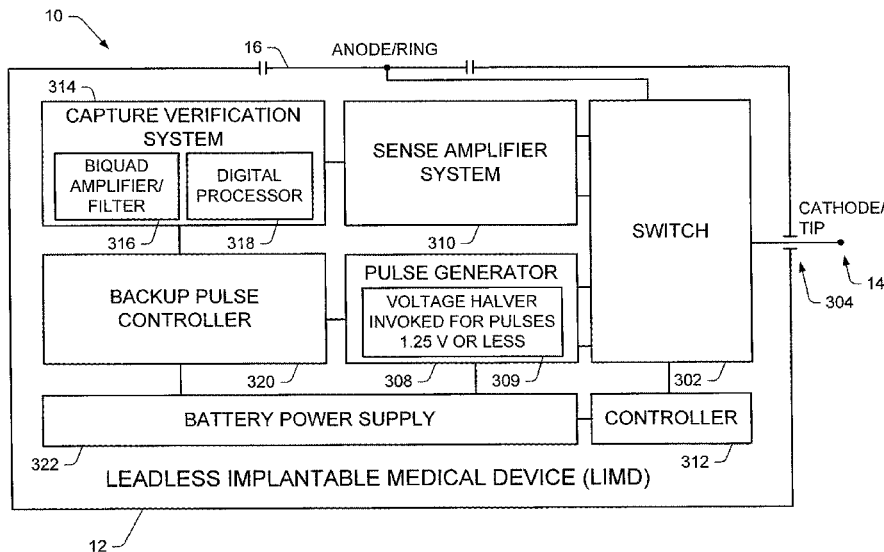 10
16
ANODE/RING
314
CAPTURE VERIFICATION
SYSTEM
BIQUAD
AMPLIFIER/
FILTER
DIGITAL
PROCESSOR
316
318
SENSE AMPLIFIER
SYSTEM
310
SWITCH
CATHODE/
TIP
14
304
BACKUP PULSE
CONTROLLER
320
PULSE GENERATOR
VOLTAGE HALVER
INVOKED FOR PULSES
1.25 V OR LESS
308
309
302
BATTERY POWER SUPPLY
322
CONTROLLER
312
LEADLESS IMPLANTABLE MEDICAL DEVICE (LIMD)
12